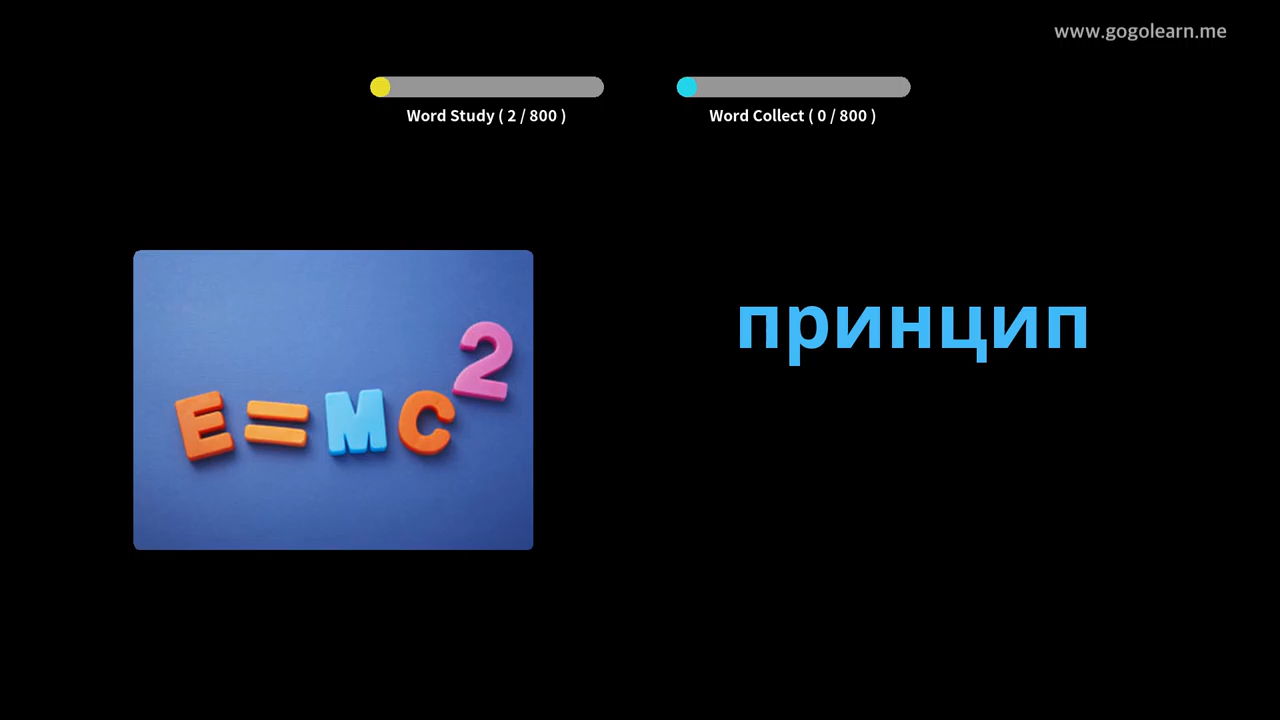 www.gogolearn.me
Word Study ( 2 / 800 )
Word Collect ( 0 / 800 )
принцип
E=MC²